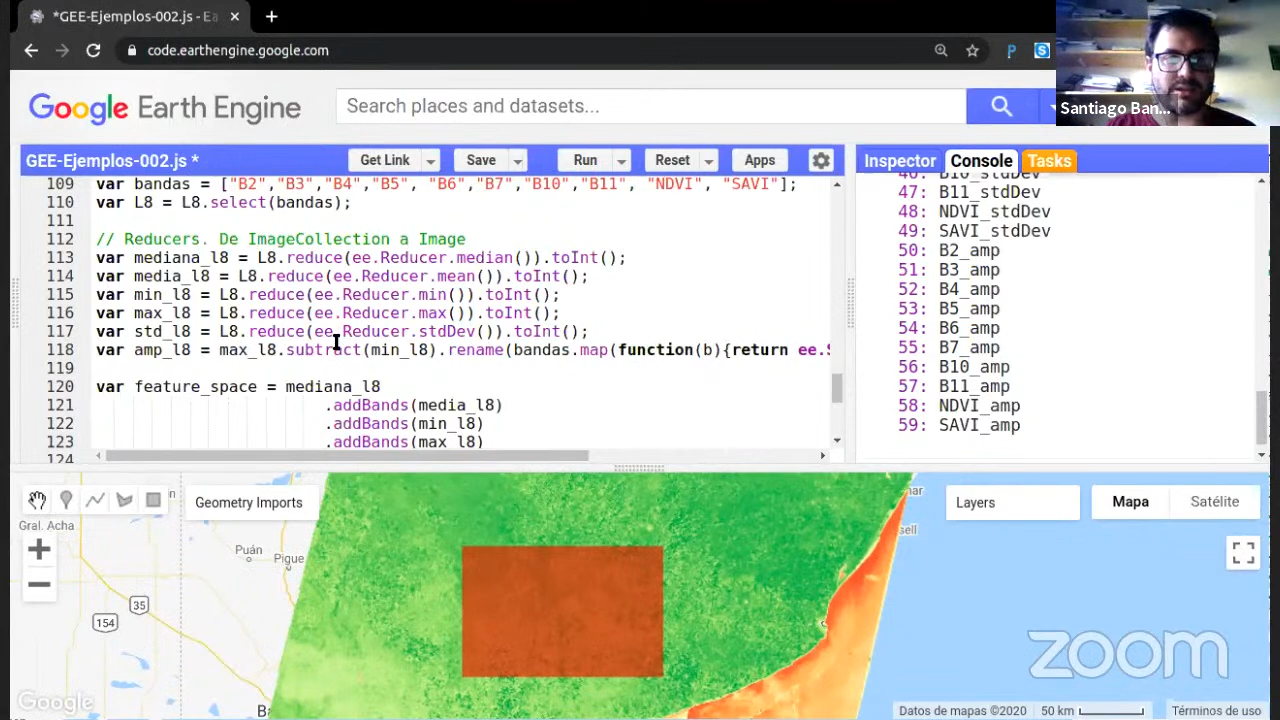 *GEE-Ejemplos-002.js - Ea
code.earthengine.google.com
Google Earth Engine
Search places and datasets...
Santiago Ban...
GEE-Ejemplos-002.js *
Get Link
Save
Run
Reset
Apps
Inspector
Console
Tasks
109 var bandas = ["B2","B3","B4","B5", "B6","B7","B10","B11", "NDVI", "SAVI"];
110 var L8 = L8.select(bandas);
111
112 // Reducers. De ImageCollection a Image
113 var mediana_l8 = L8.reduce(ee.Reducer.median()).toInt();
114 var media_l8 = L8.reduce(ee.Reducer.mean()).toInt();
115 var min_l8 = L8.reduce(ee.Reducer.min()).toInt();
116 var max_l8 = L8.reduce(ee.Reducer.max()).toInt();
117 var std_l8 = L8.reduce(ee.Reducer.stdDev()).toInt();
118 var amp_l8 = max_l8.subtract(min_l8).rename(bandas.map(function(b){return ee.S
119
120 var feature_space = mediana_l8
121 .addBands(media_l8)
122 .addBands(min_l8)
123 .addBands(max_l8)
124
46: B10_stdDev
47: B11_stdDev
48: NDVI_stdDev
49: SAVI_stdDev
50: B2_amp
51: B3_amp
52: B4_amp
53: B5_amp
54: B6_amp
55: B7_amp
56: B10_amp
57: B11_amp
58: NDVI_amp
59: SAVI_amp
Geometry Imports
Layers
Mapa
Satélite
Gral. Acha
Puán
Pigue
35
154
zoom
Google
Datos de mapas ©2020
50 km
Términos de uso